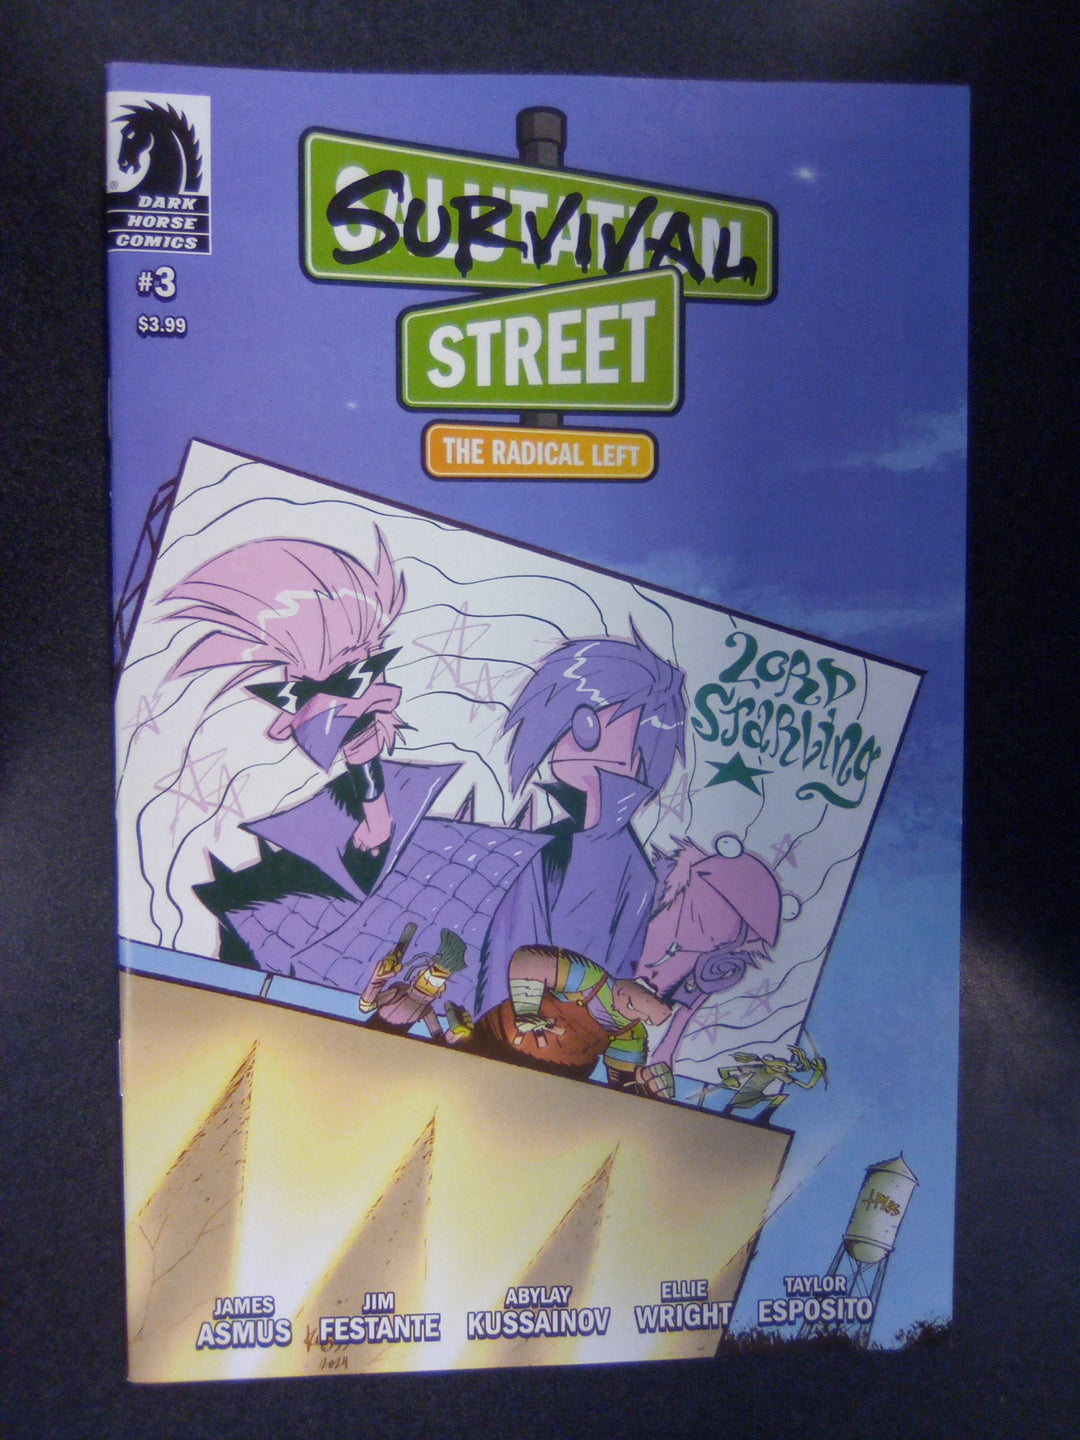 DARK
HORSE
COMICS
®
#3
$3.99
SURVIVAL
STREET
THE RADICAL LEFT
LORD
STARLING
JAMES
ASMUS
JIM
FESTANTE
ABYLAY
KUSSAINOV
ELLIE
WRIGHT
TAYLOR
ESPOSITO
2024